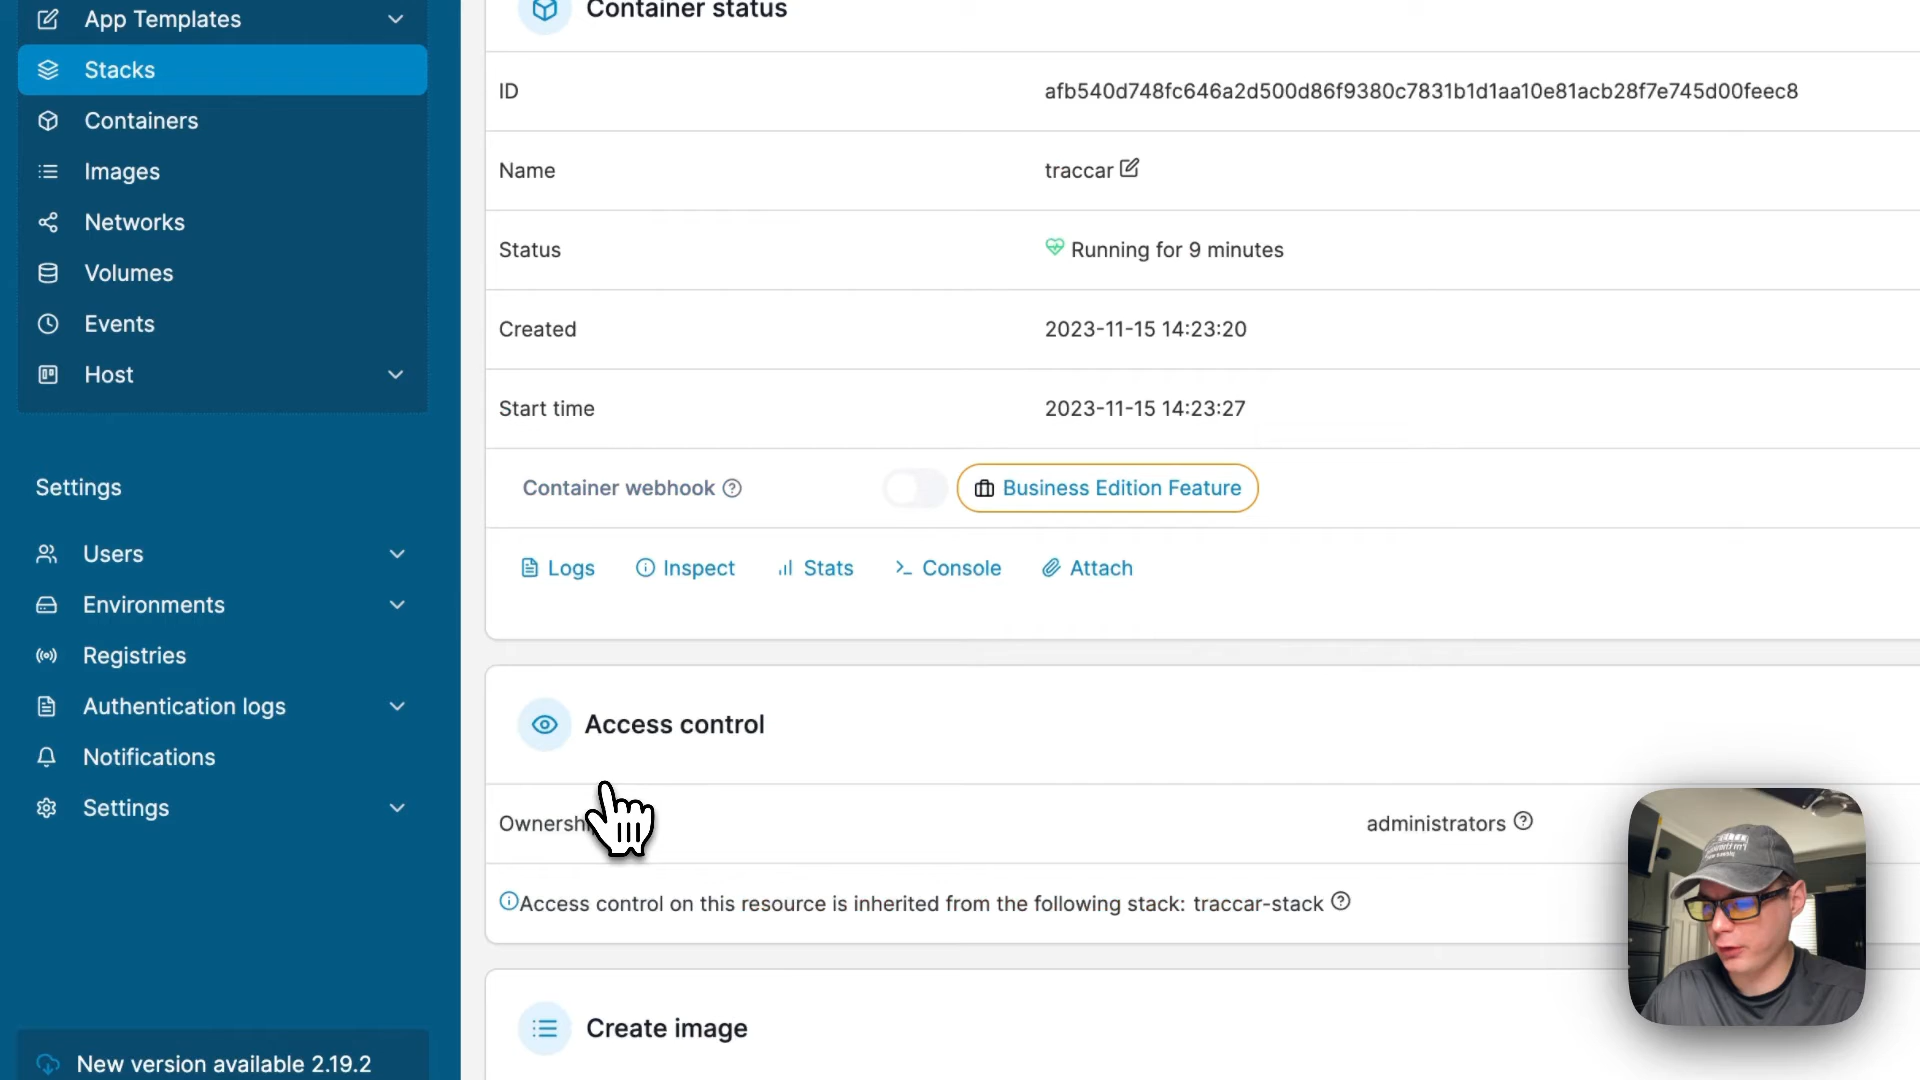 App Templates
Stacks
Containers
Images
Networks
Volumes
Events
Host
Settings
Users
Environments
Registries
Authentication logs
Notifications
Settings
New version available 2.19.2
Container status
ID afb540d748fc646a2d500d86f9380c7831b1d1aa10e81acb28f7e745d00feec8
Name traccar
Status Running for 9 minutes
Created 2023-11-15 14:23:20
Start time 2023-11-15 14:23:27
Container webhook Business Edition Feature
Logs Inspect Stats Console Attach
Access control
administrators
Access control on this resource is inherited from the following stack: traccar-stack
Create image